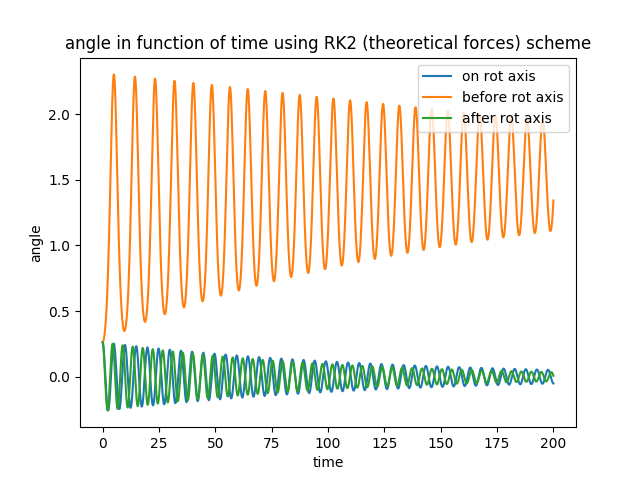 angle in function of time using RK2 (theoretical forces) scheme
on rot axis
before rot axis
after rot axis
angle
2.0
1.5
1.0
0.5
0.0
0 25 50 75 100 125 150 175 200
time